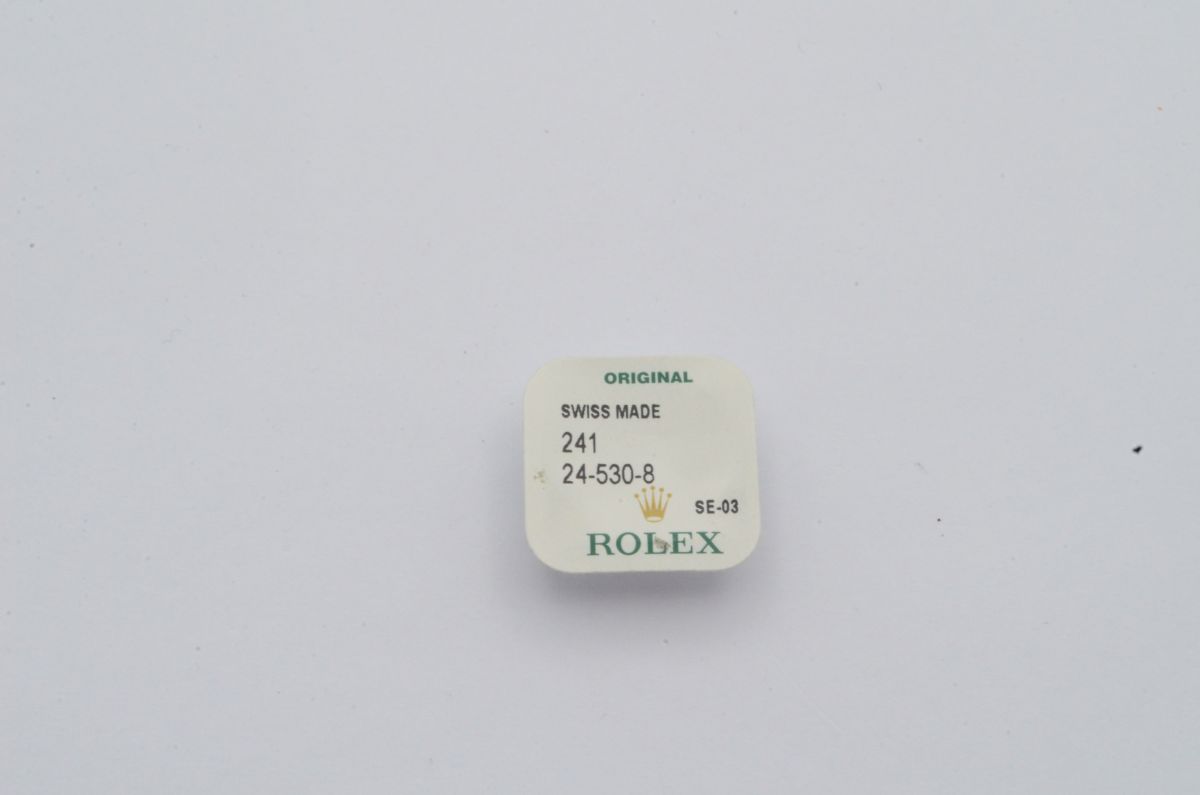 ORIGINAL
SWISS MADE
241
24-530-8
SE-03
ROLEX